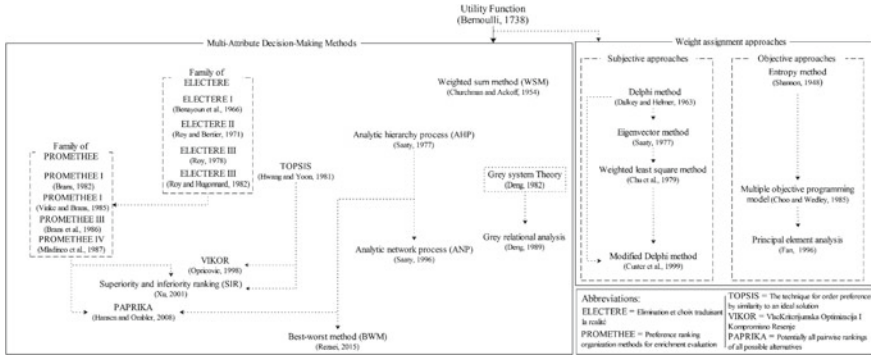 Utility Function
(Bernoulli, 1738)
Multi-Attribute Decision-Making Methods
Family of
ELECTERE
ELECTERE I
(Benayoun et al., 1966)
ELECTERE II
(Roy and Bertier, 1971)
ELECTERE III
(Roy, 1978)
ELECTERE III
(Roy and Hugonnard, 1982)
Family of
PROMETHEE
PROMETHEE I
(Brans, 1982)
PROMETHEE I
(Vinke and Brans, 1985)
PROMETHEE III
(Brans et al., 1986)
PROMETHEE IV
(Mladineo et al., 1987)
TOPSIS
(Hwang and Yoon, 1981)
Weighted sum method (WSM)
(Churchman and Ackoff, 1954)
Analytic hierarchy process (AHP)
(Saaty, 1977)
Grey system Theory
(Deng, 1982)
Grey relational analysis
(Deng, 1989)
Analytic network process (ANP)
(Saaty, 1996)
VIKOR
(Opricovic, 1998)
Superiority and inferiority ranking (SIR)
(Xu, 2001)
PAPRIKA
(Hansen and Ombler, 2008)
Best-worst method (BWM)
(Rezaei, 2015)
Weight assignment approaches
Subjective approaches
Delphi method
(Dalkey and Helmer, 1963)
Eigenvector method
(Saaty, 1977)
Weighted least square method
(Chu et al., 1979)
Modified Delphi method
(Custer et al., 1999)
Objective approaches
Entropy method
(Shannon, 1948)
Multiple objective programming
model (Choo and Wedley, 1985)
Principal element analysis
(Fan, 1996)
Abbreviations:
ELECTERE = Elimination et choix traduisant
la realité
PROMETHEE = Preference ranking
organization methods for enrichment evaluation
TOPSIS = The technique for order preference
by similarity to an ideal solution
VIKOR = VlseKriterijumska Optimizacija I
Kompromisno Resenje
PAPRIKA = Potentially all pairwise rankings
of all possible alternatives